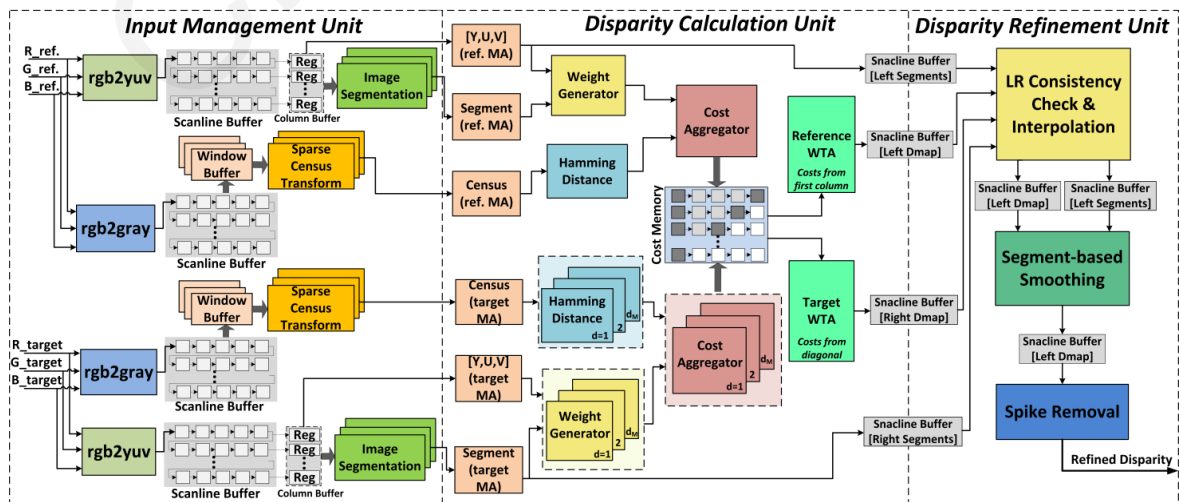 Input Management Unit
Disparity Calculation Unit
Disparity Refinement Unit
R_ref.
G_ref.
B_ref.
rgb2yuv
Scanline Buffer
Reg
Reg
Reg
Column Buffer
Image
Segmentation
Window
Buffer
Sparse
Census
Transform
rgb2gray
Scanline Buffer
Window
Buffer
Sparse
Census
Transform
R_target
G_target
B_target
rgb2gray
Scanline Buffer
rgb2yuv
Scanline Buffer
Reg
Reg
Reg
Column Buffer
Image
Segmentation
[Y,U,V]
(ref. MA)
Segment
(ref. MA)
Census
(ref. MA)
Weight
Generator
Hamming
Distance
Cost
Aggregator
Cost Memory
Reference
WTA
Costs from
first column
Census
(target
MA)
Hamming
Distance
d=1
2
dM
[Y,U,V]
(target
MA)
Weight
Generator
d=1
2
dM
Segment
(target
MA)
Cost
Aggregator
d=1
2
dM
Target
WTA
Costs from
diagonal
Snacline Buffer
[Left Segments]
Snacline Buffer
[Left Dmap]
Snacline Buffer
[Right Dmap]
Snacline Buffer
[Right Segments]
LR Consistency
Check &
Interpolation
Snacline Buffer
[Left Dmap]
Snacline Buffer
[Left Segments]
Segment-based
Smoothing
Snacline Buffer
[Left Dmap]
Spike Removal
Refined Disparity